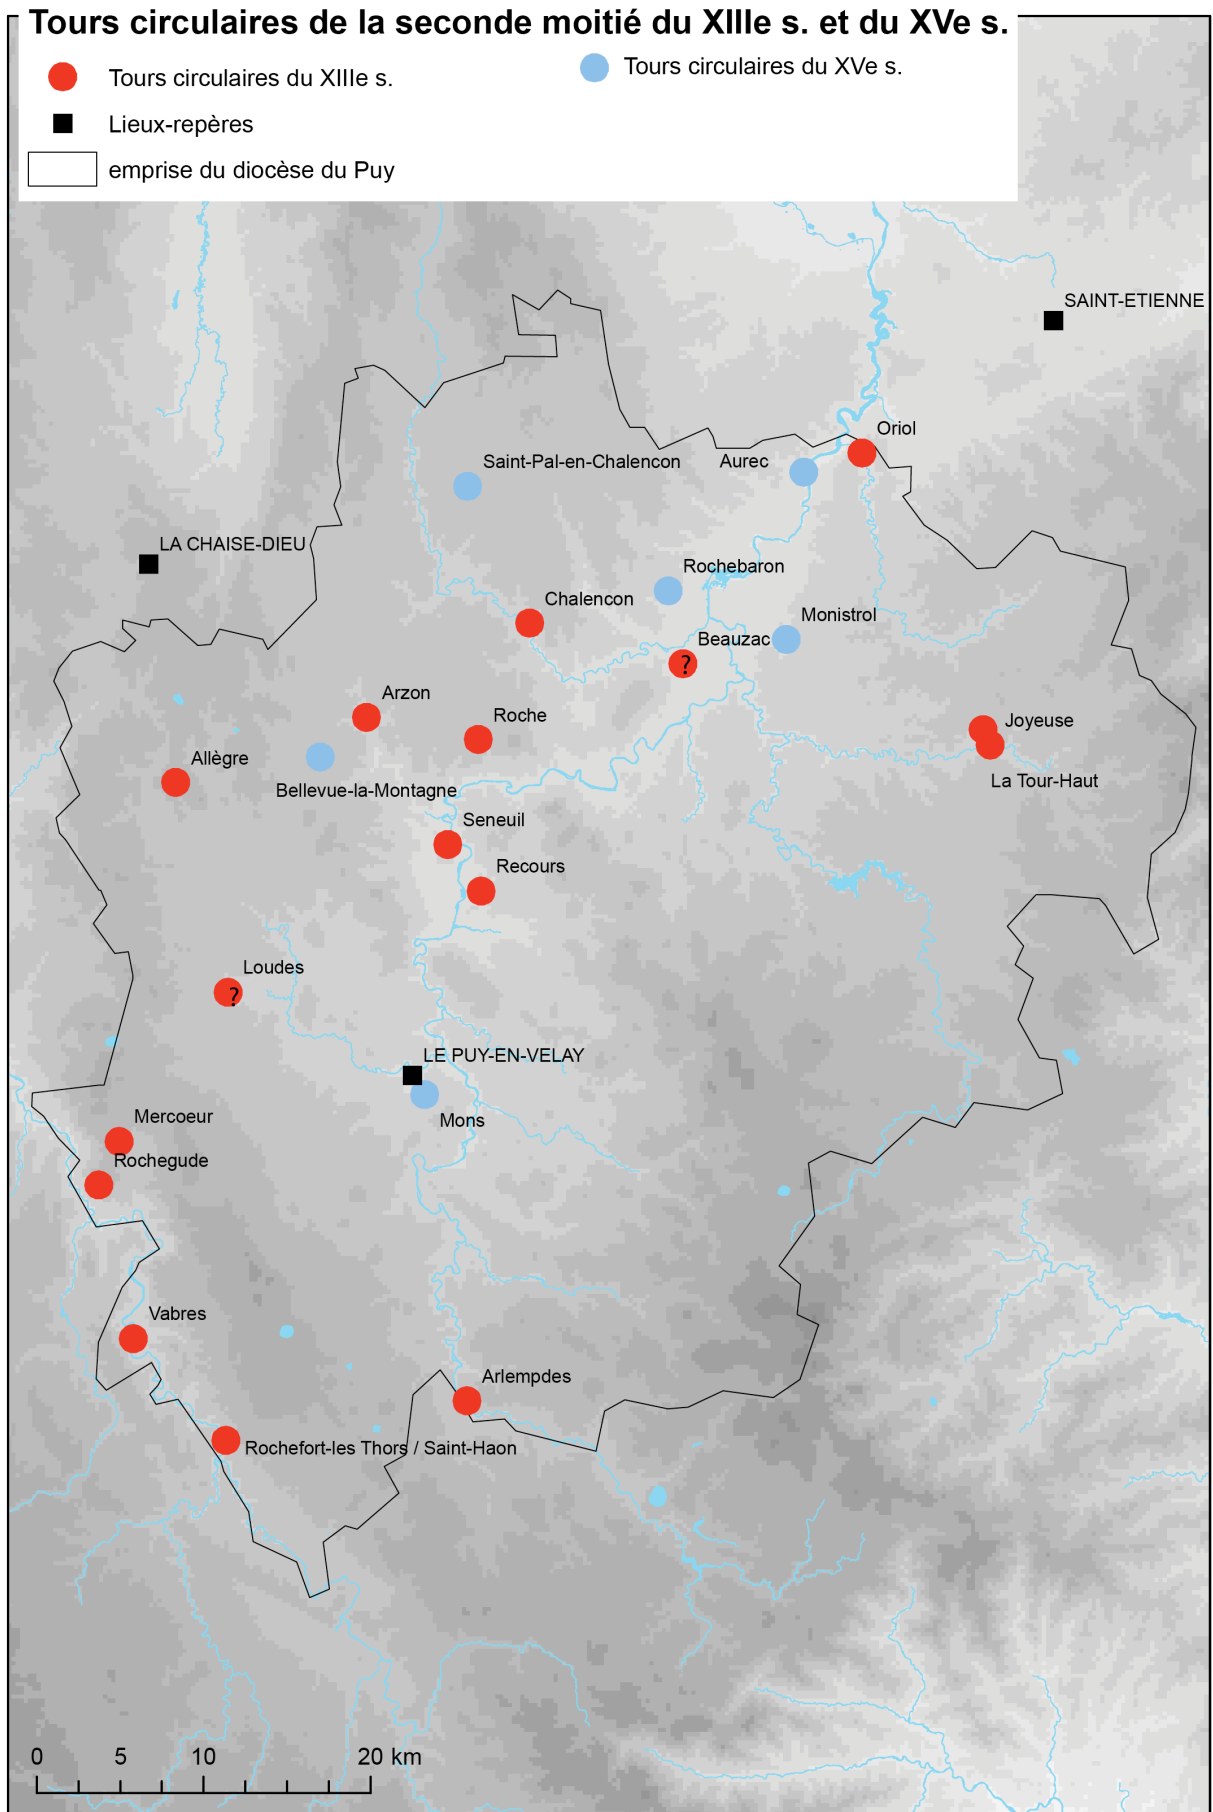 Tours circulaires de la seconde moitié du XIIIe s. et du XVe s.
Tours circulaires du XIIIe s.
Tours circulaires du XVe s.
Lieux-repères
emprise du diocèse du Puy
SAINT-ETIENNE
Oriol
Aurec
Saint-Pal-en-Chalencon
LA CHAISE-DIEU
Rochebaron
Chalencon
Monistrol
Beauzac
?
Arzon
Roche
Joyeuse
Allègre
La Tour-Haut
Bellevue-la-Montagne
Seneuil
Recours
Loudes
?
LE PUY-EN-VELAY
Mons
Mercoeur
Rochegude
Vabres
Arlempdes
Rochefort-les Thors / Saint-Haon
0 5 10 20 km